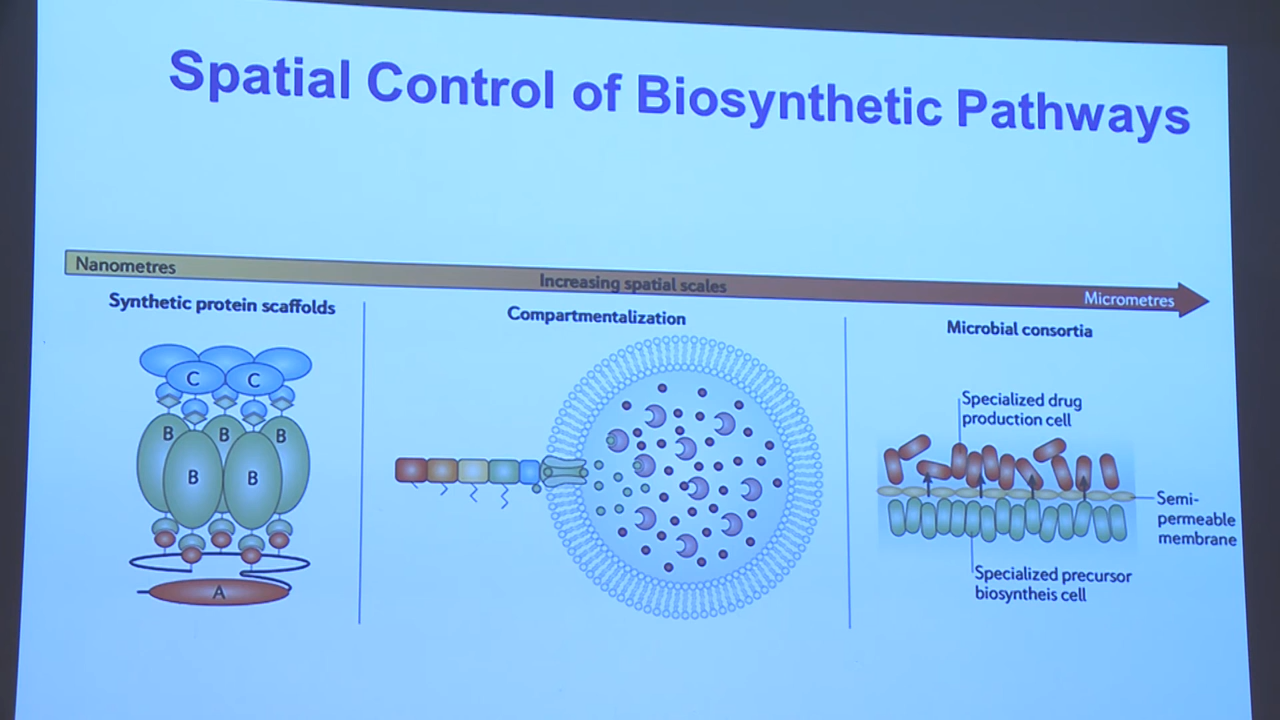 Spatial Control of Biosynthetic Pathways
Nanometres
Increasing spatial scales
Micrometres
Synthetic protein scaffolds
Compartmentalization
Microbial consortia
C
C
B
B
B
B
B
A
Specialized drug
production cell
Semi-
permeable
membrane
Specialized precursor
biosyntheis cell